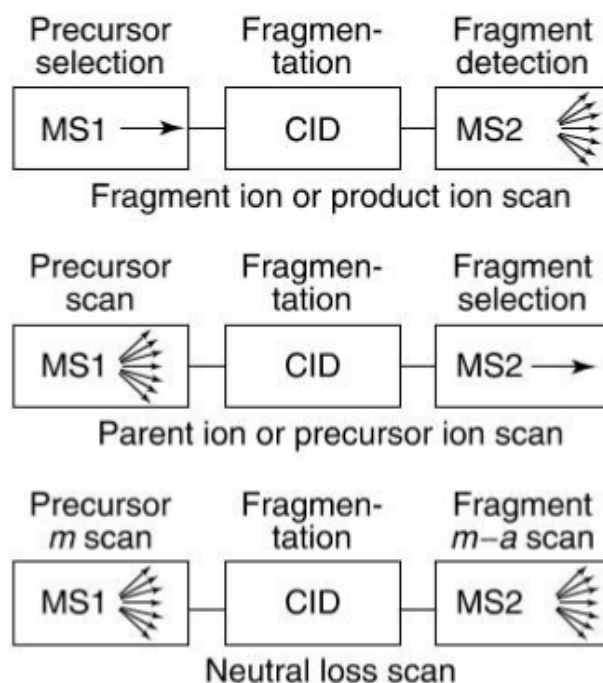 Precursor selection
Fragmen-tation
Fragment detection
MS1
CID
MS2
Fragment ion or product ion scan
Precursor scan
Fragmen-tation
Fragment selection
MS1
CID
MS2
Parent ion or precursor ion scan
Precursor m scan
Fragmen-tation
Fragment m–a scan
MS1
CID
MS2
Neutral loss scan